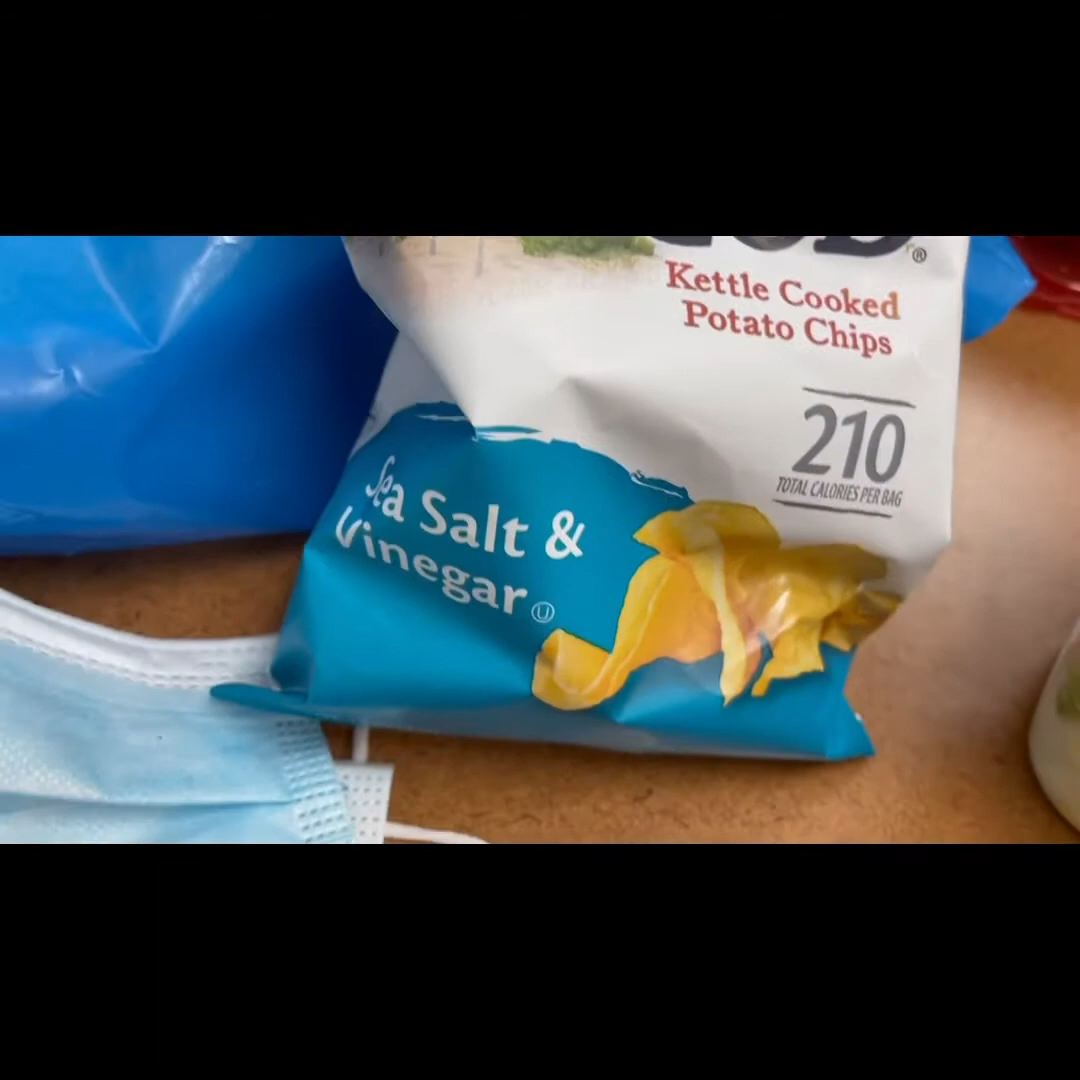 Kettle Cooked
Potato Chips
210
TOTAL CALORIES PER BAG
Sea Salt &
Vinegar